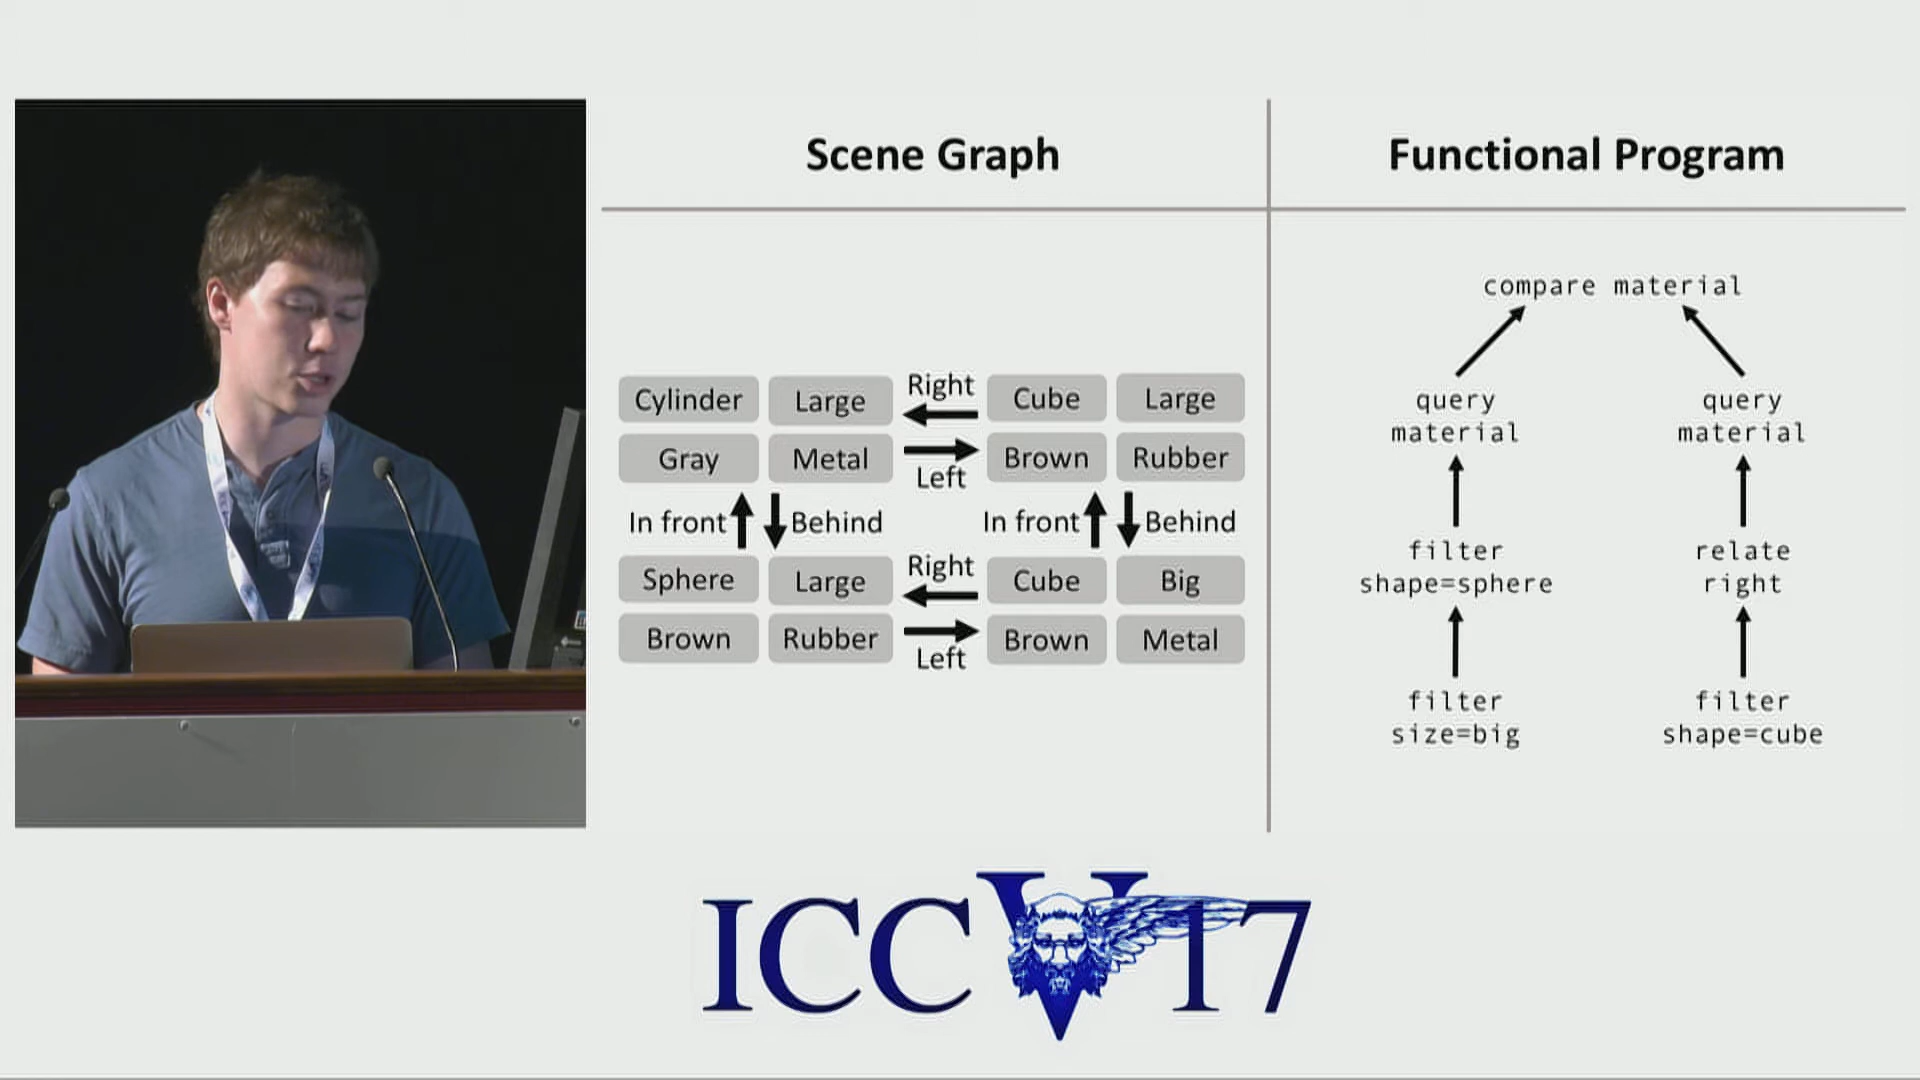 Scene Graph
Functional Program
Cylinder Large
Gray Metal
Right
Left
Cube Large
Brown Rubber
In front Behind
In front Behind
Sphere Large
Brown Rubber
Right
Left
Cube Big
Brown Metal
compare material
query
material
query
material
filter
shape=sphere
relate
right
filter
size=big
filter
shape=cube
ICCV17